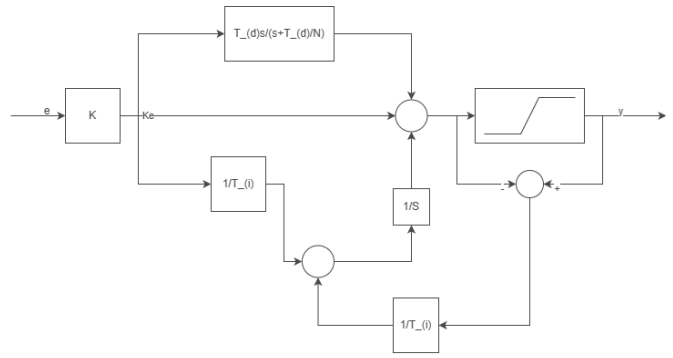 T_(d)s/(s+T_(d)/N)
e
K
Ke
y
1/T_(i)
1/S
-
+
1/T_(i)